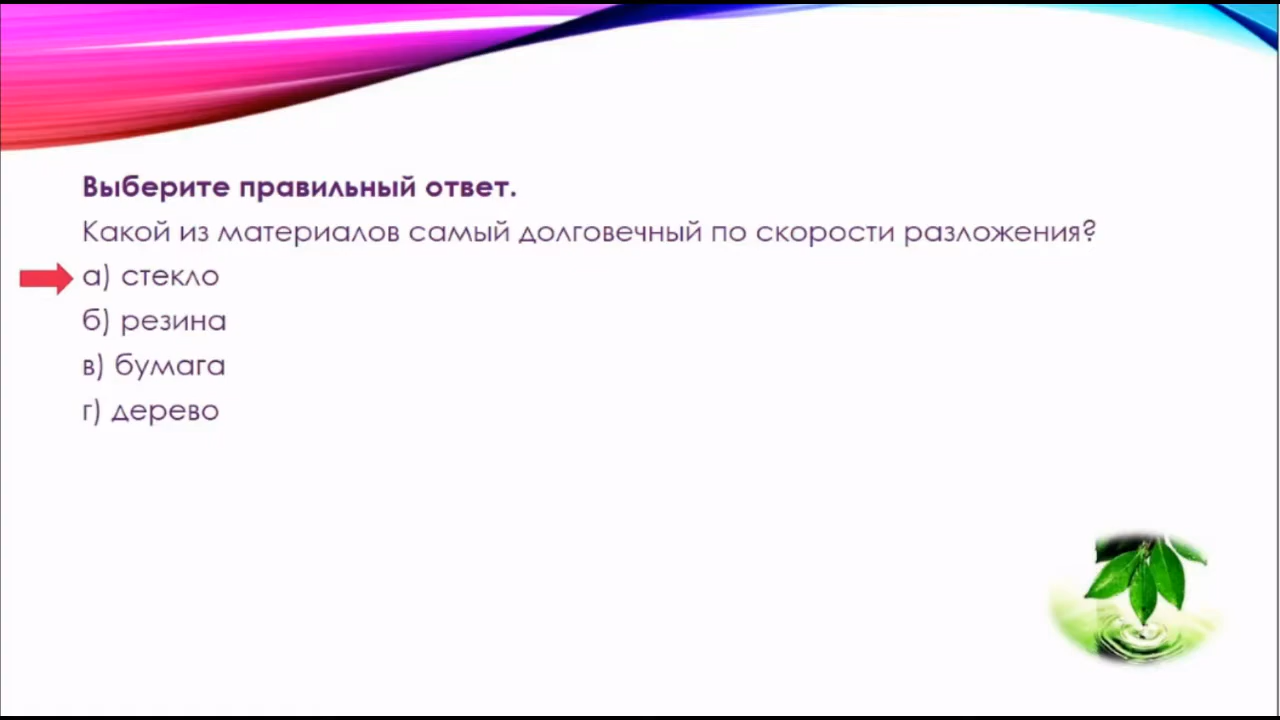 Выберите правильный ответ.
Какой из материалов самый долговечный по скорости разложения?
а) стекло
б) резина
в) бумага
г) дерево